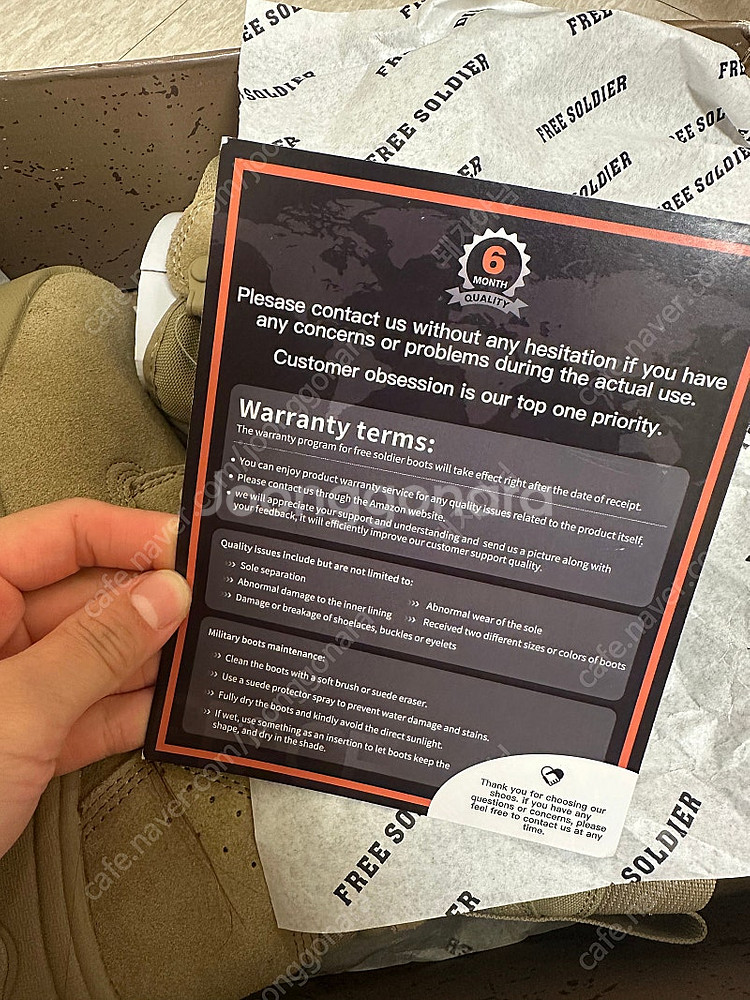 FREE SOLDIER
FREE SOLDIER
FREE SOLDIER
6
MONTH
QUALITY
Plesase contact us without any hesitation if you have
any concerns or problems during the actual use.
Customer obsession is our top one priority.
Warranty terms:
The warranty program for free soldier boots will take effect right after the date of receipt.
• You can enjoy product warranty service for any quality issues related to the product itself.
• Please contact us through the Amazon website.
• we will appreciate your support and understanding and send us a picture along with
your feedback, it will efficiently improve our customer support quality.
Quality issues include but are not limited to:
›› Sole separation
›› Abnormal wear of the sole
›› Abnormal damage to the inner lining
›› Received two different sizes or colors of boots
›› Damage or breakage of shoelaces, buckles or eyelets
Military boots maintenance:
›› Clean the boots with a soft brush or suede eraser.
›› Use a suede protector spray to prevent water damage and stains.
›› Fully dry the boots and kindly avoid the direct sunlight.
›› If wet, use something as an insertion to let boots keep the
shape, and dry in the shade.
Thank you for choosing our
shoes. if you have any
questions or concerns, please
feel free to contact us at any
time.
FREE SO
SOLDIER
cafe.naver.com/joonggonara